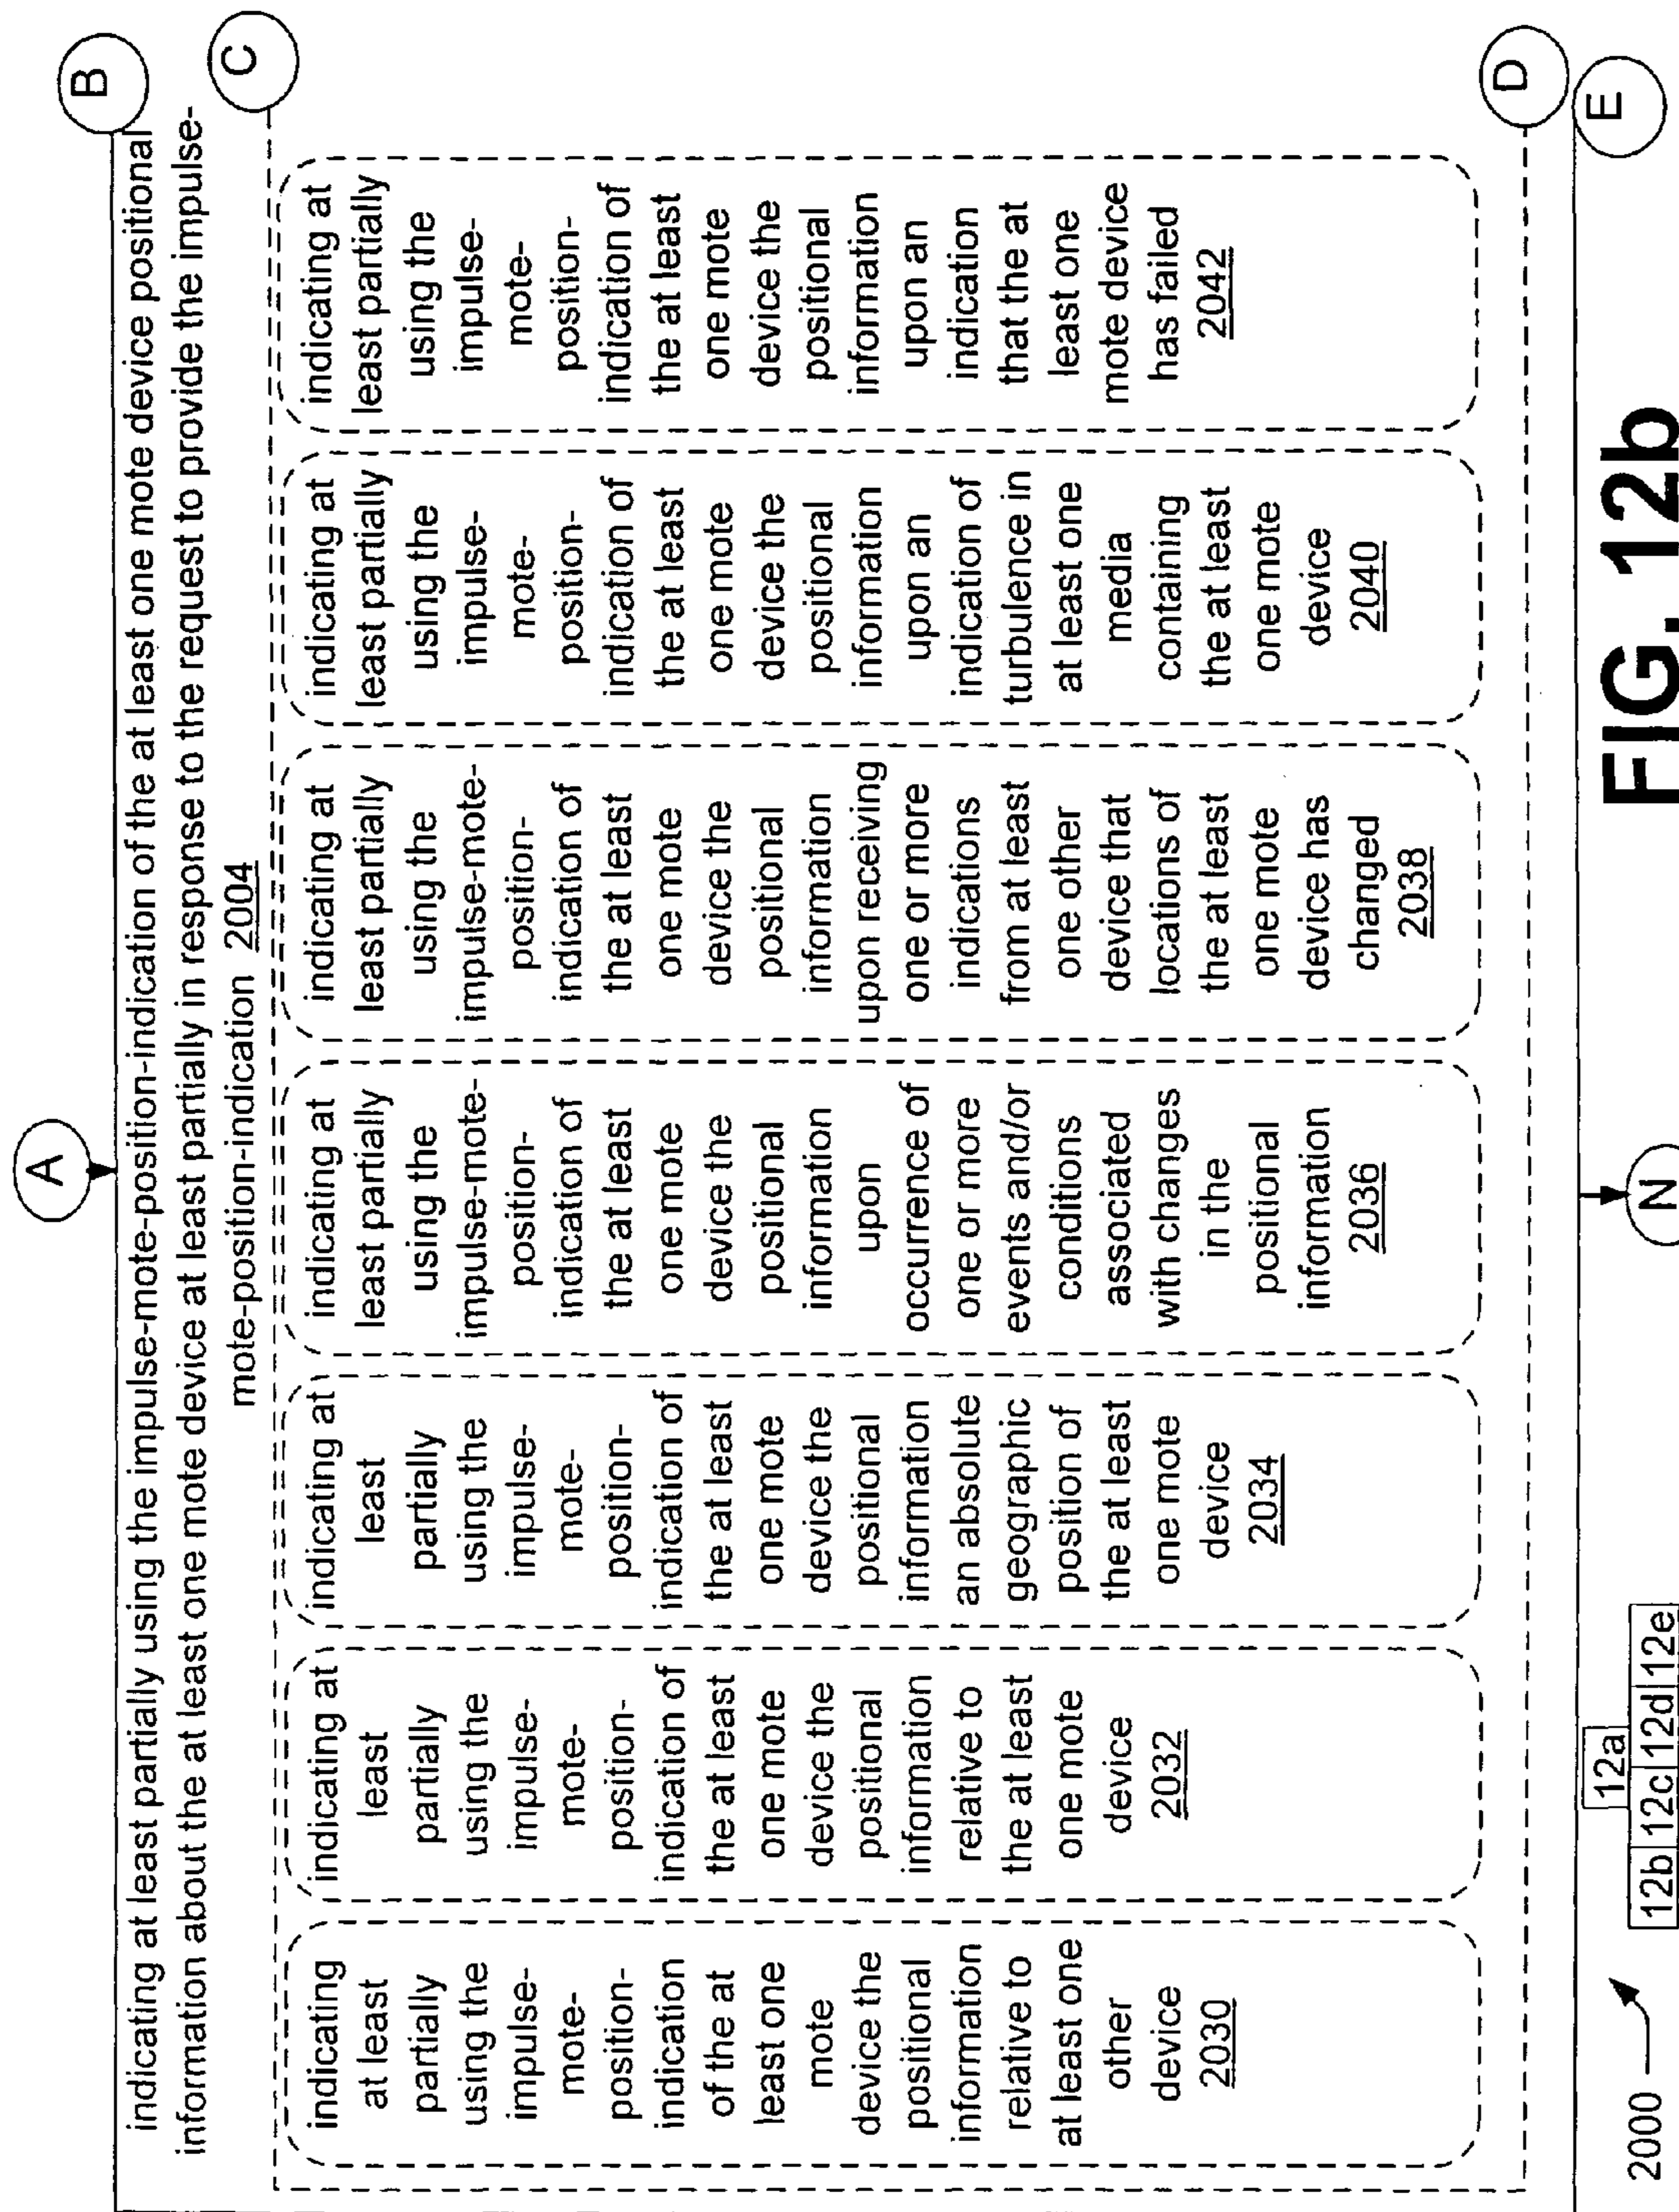 A
B
indicating at least partially using the impulse-mote-position-indication of the at least one mote device positional
information about the at least one mote device at least partially in response to the request to provide the impulse-
mote-position-indication 2004
C
indicating
at least
partially
using the
impulse-
mote-
position-
indication
of the at
least one
mote
device the
positional
information
relative to
at least one
other
device
2030
indicating at
least
partially
using the
impulse-
mote-
position-
indication of
the at least
one mote
device the
positional
information
relative to
the at least
one mote
device
2032
indicating at
least
partially
using the
impulse-
mote-
position-
indication of
the at least
one mote
device the
positional
information
an absolute
geographic
position of
the at least
one mote
device
2034
indicating at
least partially
using the
impulse-mote-
position-
indication of
the at least
one mote
device the
positional
information
upon
occurrence of
one or more
events and/or
conditions
associated
with changes
in the
positional
information
2036
indicating at
least partially
using the
impulse-mote-
position-
indication of
the at least
one mote
device the
positional
information
upon receiving
one or more
indications
from at least
one other
device that
locations of
the at least
one mote
device has
changed
2038
indicating at
least partially
using the
impulse-
mote-
position-
indication of
the at least
one mote
device the
positional
information
upon an
indication of
turbulence in
at least one
media
containing
the at least
one mote
device
2040
indicating at
least partially
using the
impulse-
mote-
position-
indication of
the at least
one mote
device the
positional
information
upon an
indication
that the at
least one
mote device
has failed
2042
D
E
N
2000
12a
12b 12c 12d 12e
FIG. 12b